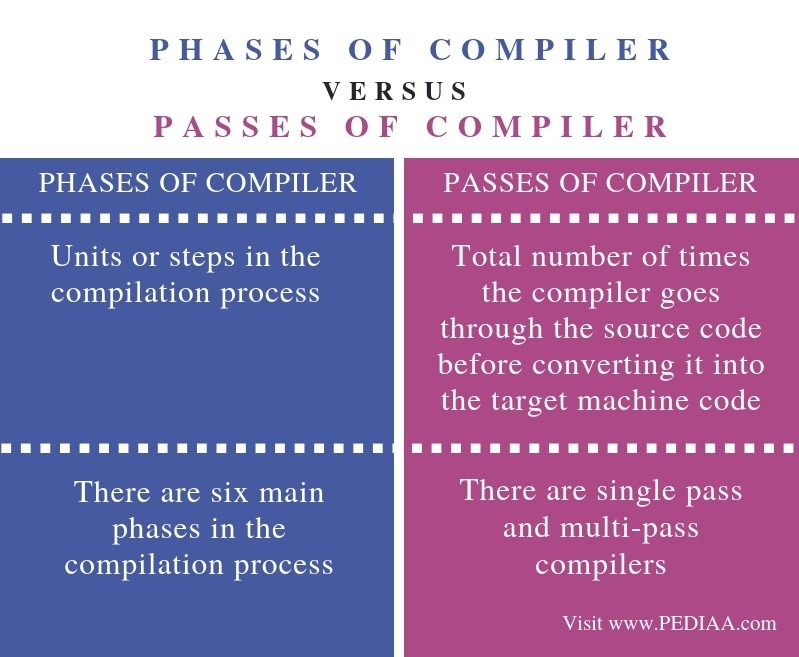 PHASES OF COMPILER
VERSUS
PASSES OF COMPILER
PHASES OF COMPILER
Units or steps in the
compilation process
There are six main
phases in the
compilation process
PASSES OF COMPILER
Total number of times
the compiler goes
through the source code
before converting it into
the target machine code
There are single pass
and multi-pass
compilers
Visit www.PEDIAA.com